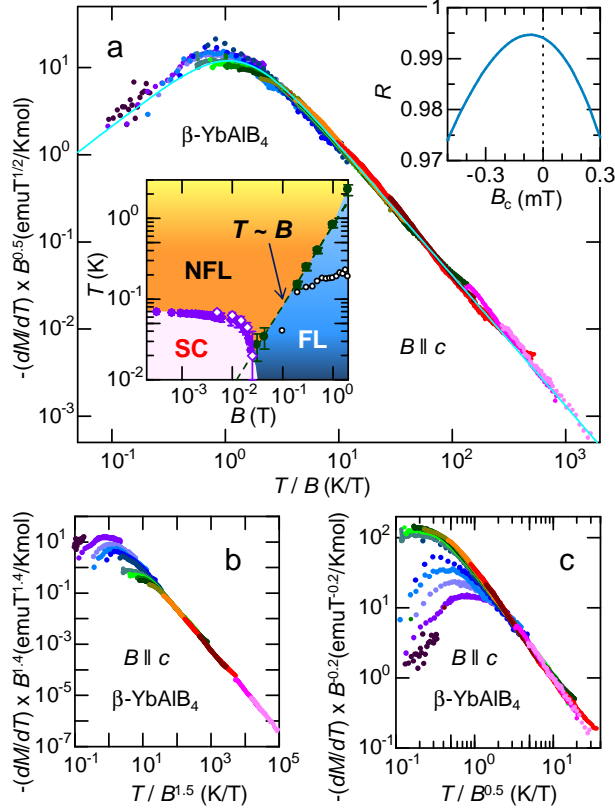 a
-(dM/dT) x B^0.5(emuT^1/2/Kmol)
10^1
10^0
10^-1
10^-2
10^-3
β-YbAlB4
B ∥ c
10^-1 10^0 10^1 10^2 10^3
T / B (K/T)
R
0.99
0.98
0.97
-0.3 0 0.3
B_c (mT)
T (K)
10^0
10^-1
10^-2
NFL
T ~ B
SC
FL
10^-3 10^-2 10^-1 10^0
B (T)
b
-(dM/dT) x B^1.4(emuT^1.4/Kmol)
10^1
10^-1
10^-3
10^-5
10^-7
B ∥ c
β-YbAlB4
10^-1 10^1 10^3 10^5
T / B^1.5 (K/T)
c
-(dM/dT) x B^-0.2(emuT^-0.2/Kmol)
10^2
10^1
10^0
10^-1
B ∥ c
β-YbAlB4
10^-1 10^0 10^1
T / B^0.5 (K/T)